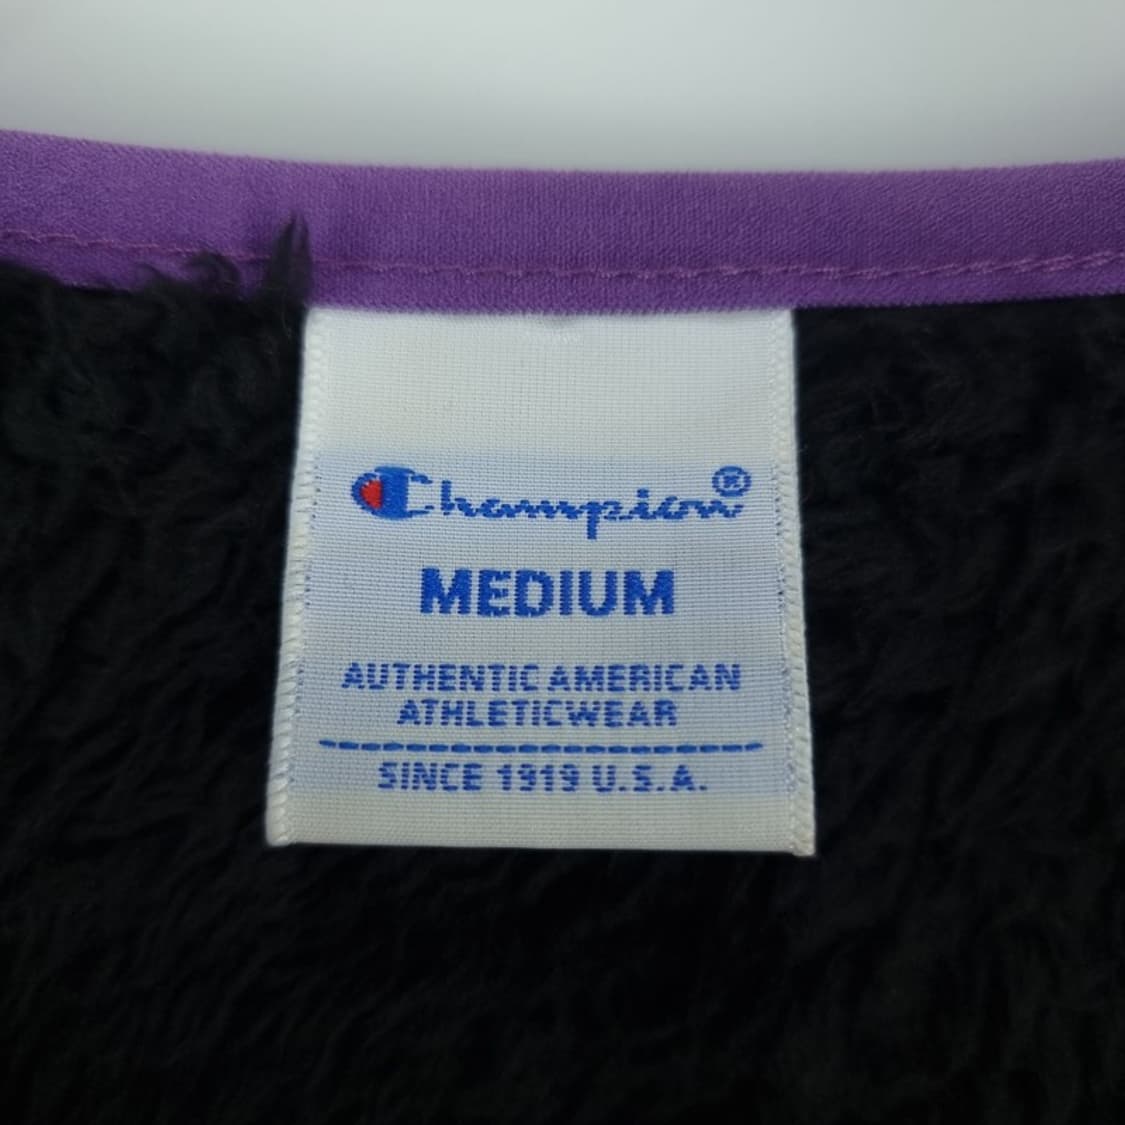 Champion®
MEDIUM
AUTHENTIC AMERICAN
ATHLETICWEAR
SINCE 1919 U.S.A.